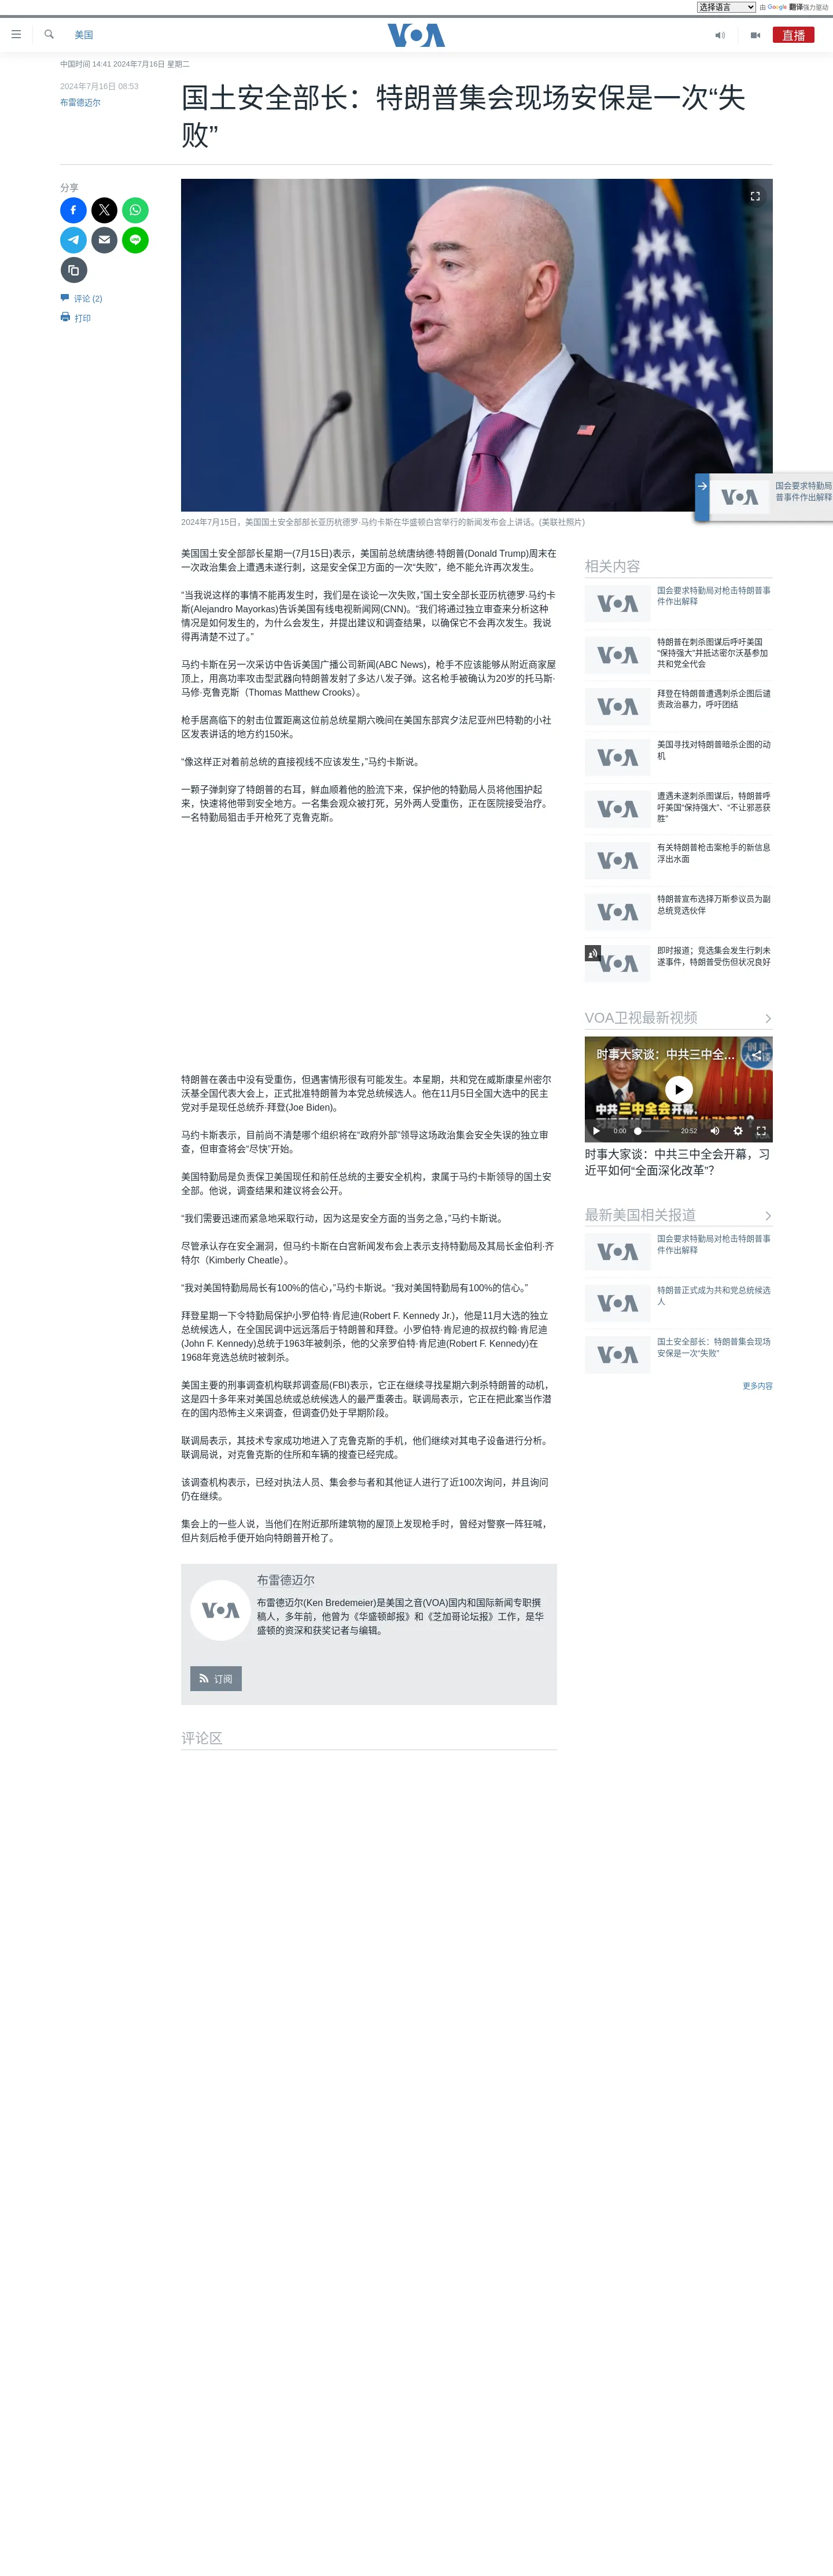 选择语言 由 Google 翻译强力驱动
美国
VOA
直播
中国时间 14:41 2024年7月16日 星期二
2024年7月16日 08:53
布雷德迈尔
国土安全部长：特朗普集会现场安保是一次“失
败”
分享
评论 (2)
打印
2024年7月15日，美国国土安全部部长亚历杭德罗·马约卡斯在华盛顿白宫举行的新闻发布会上讲话。(美联社照片)
VOA
国会要求特勤局
普事件作出解释
美国国土安全部部长星期一(7月15日)表示，美国前总统唐纳德·特朗普(Donald Trump)周末在
一次政治集会上遭遇未遂行刺，这是安全保卫方面的一次“失败”，绝不能允许再次发生。
“当我说这样的事情不能再发生时，我们是在谈论一次失败，”国土安全部长亚历杭德罗·马约卡
斯(Alejandro Mayorkas)告诉美国有线电视新闻网(CNN)。“我们将通过独立审查来分析这种
情况是如何发生的，为什么会发生，并提出建议和调查结果，以确保它不会再次发生。我说
得再清楚不过了。”
马约卡斯在另一次采访中告诉美国广播公司新闻(ABC News)，枪手不应该能够从附近商家屋
顶上，用高功率攻击型武器向特朗普发射了多达八发子弹。这名枪手被确认为20岁的托马斯·
马修·克鲁克斯（Thomas Matthew Crooks）。
枪手居高临下的射击位置距离这位前总统星期六晚间在美国东部宾夕法尼亚州巴特勒的小社
区发表讲话的地方约150米。
“像这样正对着前总统的直接视线不应该发生，”马约卡斯说。
一颗子弹刺穿了特朗普的右耳，鲜血顺着他的脸流下来，保护他的特勤局人员将他围护起
来，快速将他带到安全地方。一名集会观众被打死，另外两人受重伤，正在医院接受治疗。
一名特勤局狙击手开枪死了克鲁克斯。
特朗普在袭击中没有受重伤，但遇害情形很有可能发生。本星期，共和党在威斯康星州密尔
沃基全国代表大会上，正式批准特朗普为本党总统候选人。他在11月5日全国大选中的民主
党对手是现任总统乔·拜登(Joe Biden)。
马约卡斯表示，目前尚不清楚哪个组织将在“政府外部”领导这场政治集会安全失误的独立审
查，但审查将会“尽快”开始。
美国特勤局是负责保卫美国现任和前任总统的主要安全机构，隶属于马约卡斯领导的国土安
全部。他说，调查结果和建议将会公开。
“我们需要迅速而紧急地采取行动，因为这是安全方面的当务之急，”马约卡斯说。
尽管承认存在安全漏洞，但马约卡斯在白宫新闻发布会上表示支持特勤局及其局长金伯利·齐
特尔（Kimberly Cheatle）。
“我对美国特勤局局长有100%的信心，”马约卡斯说。“我对美国特勤局有100%的信心。”
拜登星期一下令特勤局保护小罗伯特·肯尼迪(Robert F. Kennedy Jr.)，他是11月大选的独立
总统候选人，在全国民调中远远落后于特朗普和拜登。小罗伯特·肯尼迪的叔叔约翰·肯尼迪
(John F. Kennedy)总统于1963年被刺杀，他的父亲罗伯特·肯尼迪(Robert F. Kennedy)在
1968年竞选总统时被刺杀。
美国主要的刑事调查机构联邦调查局(FBI)表示，它正在继续寻找星期六刺杀特朗普的动机，
这是四十多年来对美国总统或总统候选人的最严重袭击。联调局表示，它正在把此案当作潜
在的国内恐怖主义来调查，但调查仍处于早期阶段。
联调局表示，其技术专家成功地进入了克鲁克斯的手机，他们继续对其电子设备进行分析。
联调局说，对克鲁克斯的住所和车辆的搜查已经完成。
该调查机构表示，已经对执法人员、集会参与者和其他证人进行了近100次询问，并且询问
仍在继续。
集会上的一些人说，当他们在附近那所建筑物的屋顶上发现枪手时，曾经对警察一阵狂喊，
但片刻后枪手便开始向特朗普开枪了。
VOA
布雷德迈尔
布雷德迈尔(Ken Bredemeier)是美国之音(VOA)国内和国际新闻专职撰
稿人，多年前，他曾为《华盛顿邮报》和《芝加哥论坛报》工作，是华
盛顿的资深和获奖记者与编辑。
订阅
评论区
相关内容
VOA
国会要求特勤局对枪击特朗普事
件作出解释
VOA
特朗普在刺杀图谋后呼吁美国
“保持强大”并抵达密尔沃基参加
共和党全代会
VOA
拜登在特朗普遭遇刺杀企图后谴
责政治暴力，呼吁团结
VOA
美国寻找对特朗普暗杀企图的动
机
VOA
遭遇未遂刺杀图谋后，特朗普呼
吁美国“保持强大”、“不让邪恶获
胜”
VOA
有关特朗普枪击案枪手的新信息
浮出水面
VOA
特朗普宣布选择万斯参议员为副
总统竞选伙伴
VOA
即时报道；竞选集会发生行刺未
遂事件，特朗普受伤但状况良好
VOA卫视最新视频
时事大家谈：中共三中全...
中共三中全会开幕，
0:00 20:52
时事大家谈：中共三中全会开幕，习
近平如何“全面深化改革”？
最新美国相关报道
VOA
国会要求特勤局对枪击特朗普事
件作出解释
VOA
特朗普正式成为共和党总统候选
人
VOA
国土安全部长：特朗普集会现场
安保是一次“失败”
更多内容